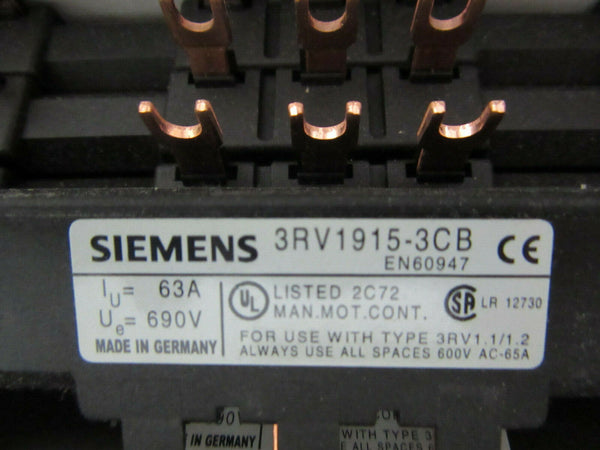 SIEMENS 3RV1915-3CB CE
EN60947
IU= 63A
Ue= 690V
MADE IN GERMANY
UL LISTED 2C72
MAN.MOT.CONT.
SA LR 12730
FOR USE WITH TYPE 3RV1.1/1.2
ALWAYS USE ALL SPACES 600V AC-65A
IN GERMANY
WITH TYPE 3
ALL SPACES